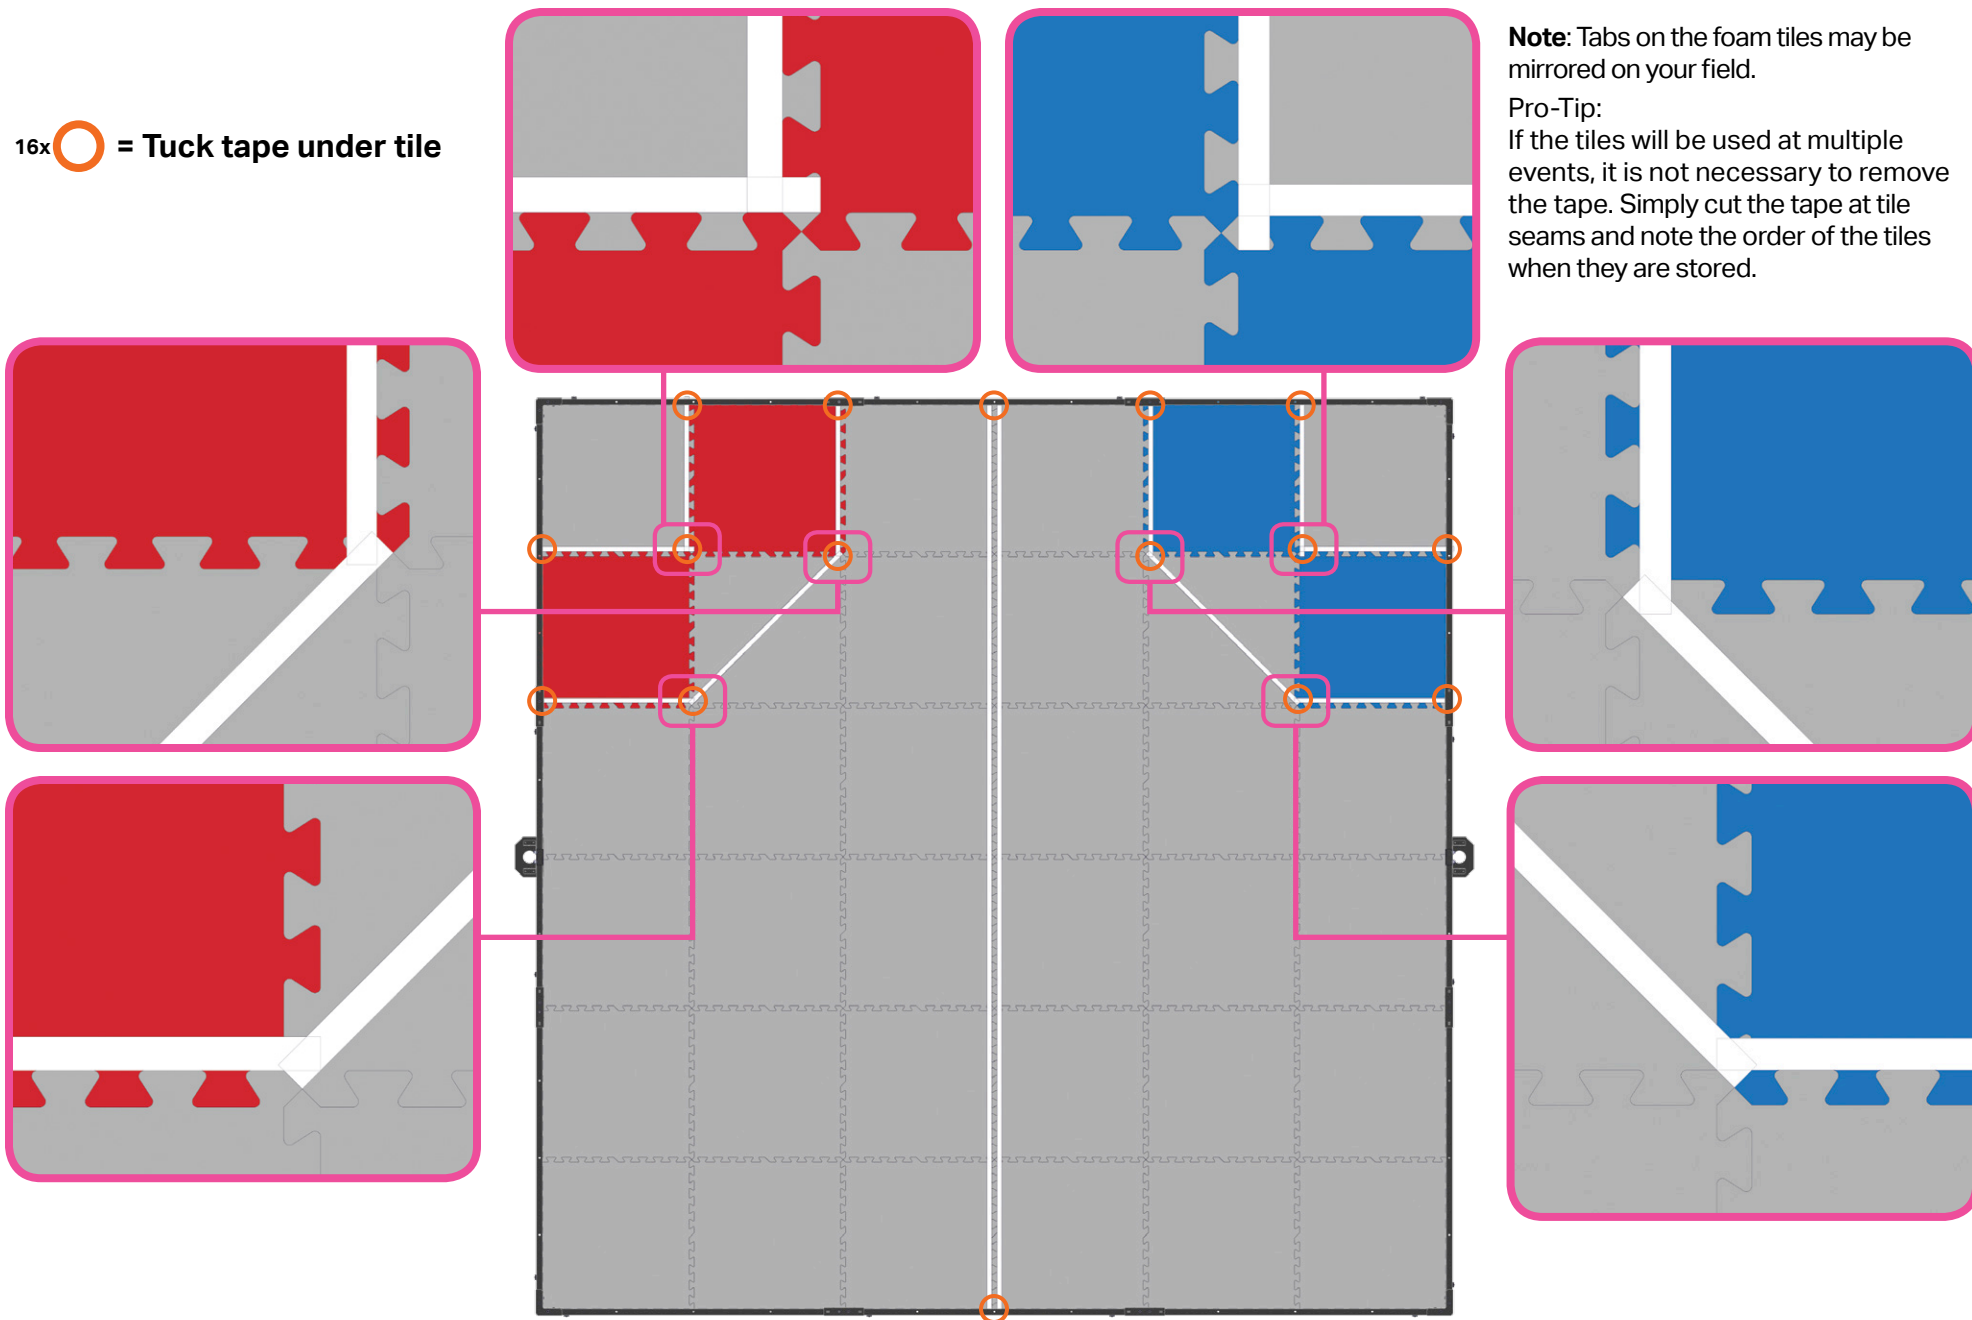 16x = Tuck tape under tile
Note: Tabs on the foam tiles may be
mirrored on your field.
Pro-Tip:
If the tiles will be used at multiple
events, it is not necessary to remove
the tape. Simply cut the tape at tile
seams and note the order of the tiles
when they are stored.